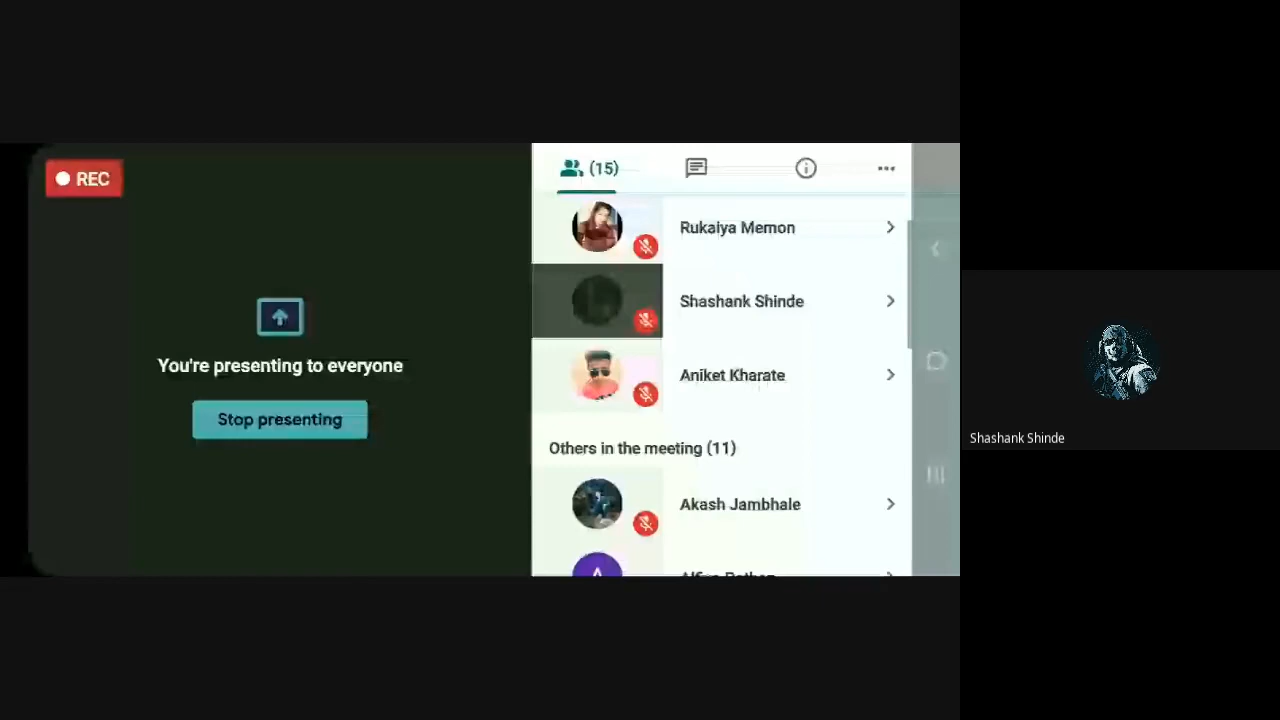 REC
(15)
Rukaiya Memon
Shashank Shinde
You're presenting to everyone
Aniket Kharate
Stop presenting
Others in the meeting (11)
Shashank Shinde
Akash Jambhale
A